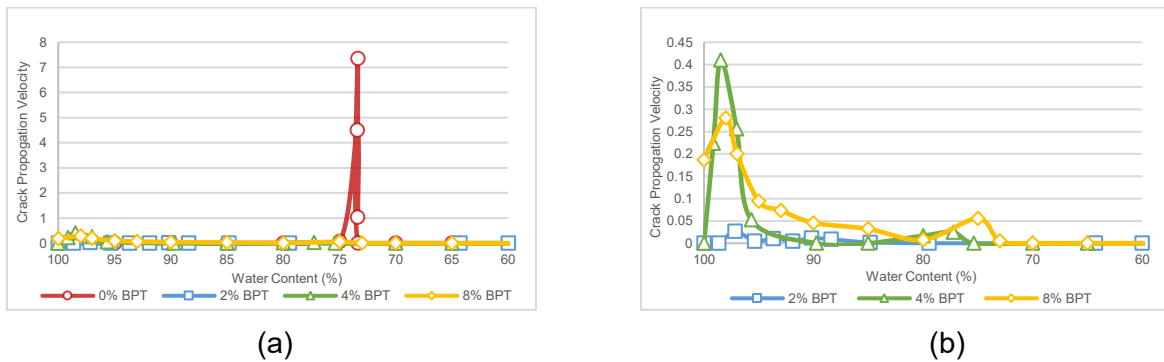 Crack Propogation Velocity
8
7
6
5
4
3
2
1
0
100 95 90 85 80 75 70 65 60
Water Content (%)
0% BPT 2% BPT 4% BPT 8% BPT
(a)
Crack Propogation Velocity
0.45
0.4
0.35
0.3
0.25
0.2
0.15
0.1
0.05
0
100 90 80 70 60
Water Content (%)
2% BPT 4% BPT 8% BPT
(b)